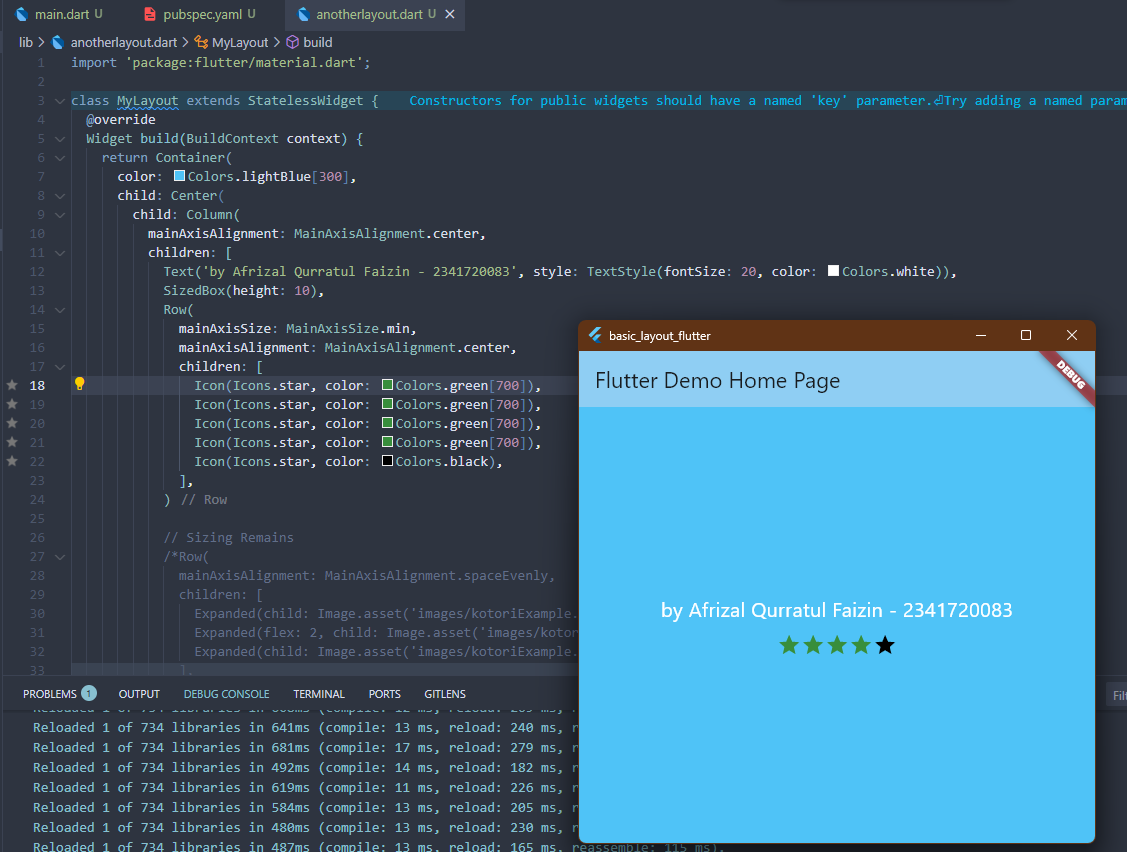 main.dart U
pubspec.yaml U
anotherlayout.dart U
lib > anotherlayout.dart > MyLayout > build
1 import 'package:flutter/material.dart';
2
3 class MyLayout extends StatelessWidget { Constructors for public widgets should have a named 'key' parameter.⏎Try adding a named param
4 @override
5 Widget build(BuildContext context) {
6 return Container(
7 color: Colors.lightBlue[300],
8 child: Center(
9 child: Column(
10 mainAxisAlignment: MainAxisAlignment.center,
11 children: [
12 Text('by Afrizal Qurratul Faizin - 2341720083', style: TextStyle(fontSize: 20, color: Colors.white)),
13 SizedBox(height: 10),
14 Row(
15 mainAxisSize: MainAxisSize.min,
16 mainAxisAlignment: MainAxisAlignment.center,
17 children: [
18 Icon(Icons.star, color: Colors.green[700]),
19 Icon(Icons.star, color: Colors.green[700]),
20 Icon(Icons.star, color: Colors.green[700]),
21 Icon(Icons.star, color: Colors.green[700]),
22 Icon(Icons.star, color: Colors.black),
23 ],
24 ) // Row
25
26 // Sizing Remains
27 /*Row(
28 mainAxisAlignment: MainAxisAlignment.spaceEvenly,
29 children: [
30 Expanded(child: Image.asset('images/kotoriExample.
31 Expanded(flex: 2, child: Image.asset('images/kotor
32 Expanded(child: Image.asset('images/kotoriExample.
33
basic_layout_flutter
Flutter Demo Home Page
DEBUG
by Afrizal Qurratul Faizin - 2341720083
PROBLEMS 1 OUTPUT DEBUG CONSOLE TERMINAL PORTS GITLENS
Filt
Reloaded 1 of 734 libraries in 641ms (compile: 13 ms, reload: 240 ms, r
Reloaded 1 of 734 libraries in 681ms (compile: 17 ms, reload: 279 ms, r
Reloaded 1 of 734 libraries in 492ms (compile: 14 ms, reload: 182 ms, r
Reloaded 1 of 734 libraries in 619ms (compile: 11 ms, reload: 226 ms, r
Reloaded 1 of 734 libraries in 584ms (compile: 13 ms, reload: 205 ms, r
Reloaded 1 of 734 libraries in 480ms (compile: 13 ms, reload: 230 ms, r
Reloaded 1 of 734 libraries in 487ms (compile: 13 ms, reload: 165 ms, reassemble: 115 ms).